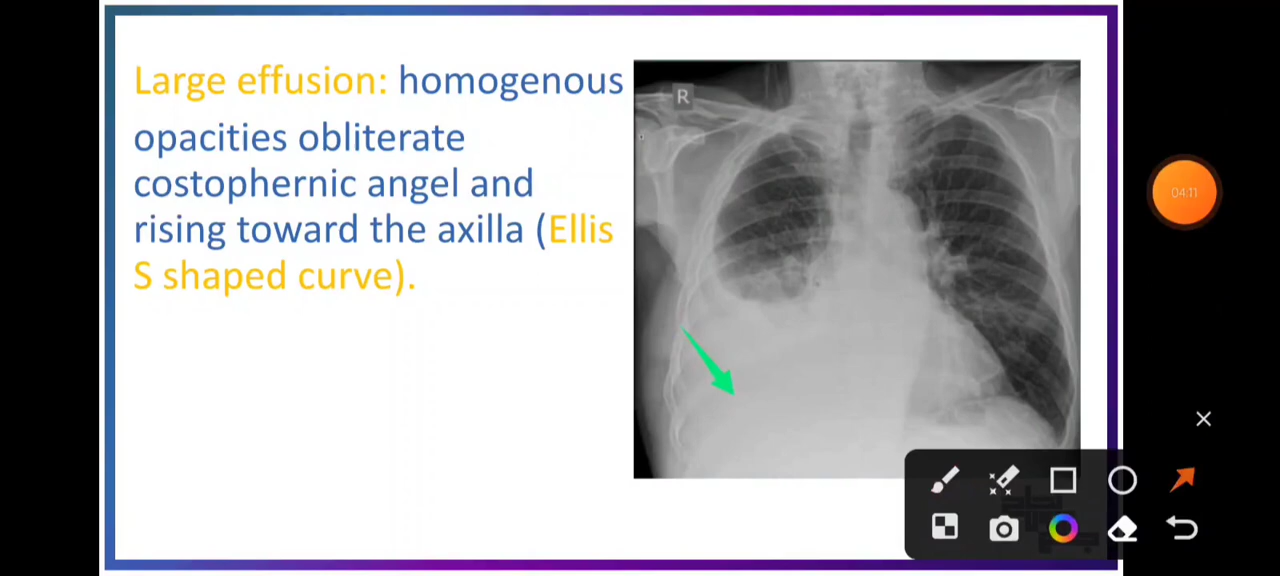 Large effusion: homogenous
opacities obliterate
costophernic angel and
rising toward the axilla (Ellis
S shaped curve).
R
04:11